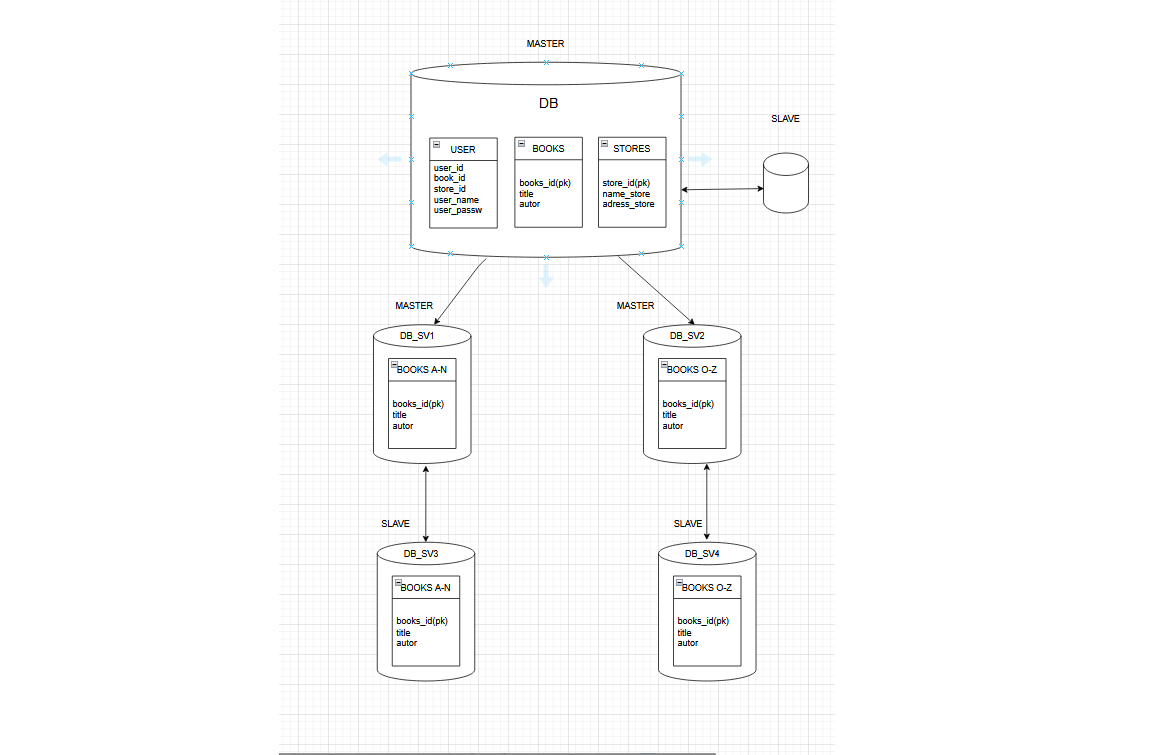 MASTER
DB
SLAVE
USER
user_id
book_id
store_id
user_name
user_passw
BOOKS
books_id(pk)
title
autor
STORES
store_id(pk)
name_store
adress_store
MASTER
DB_SV1
BOOKS A-N
books_id(pk)
title
autor
MASTER
DB_SV2
BOOKS O-Z
books_id(pk)
title
autor
SLAVE
DB_SV3
BOOKS A-N
books_id(pk)
title
autor
SLAVE
DB_SV4
BOOKS O-Z
books_id(pk)
title
autor